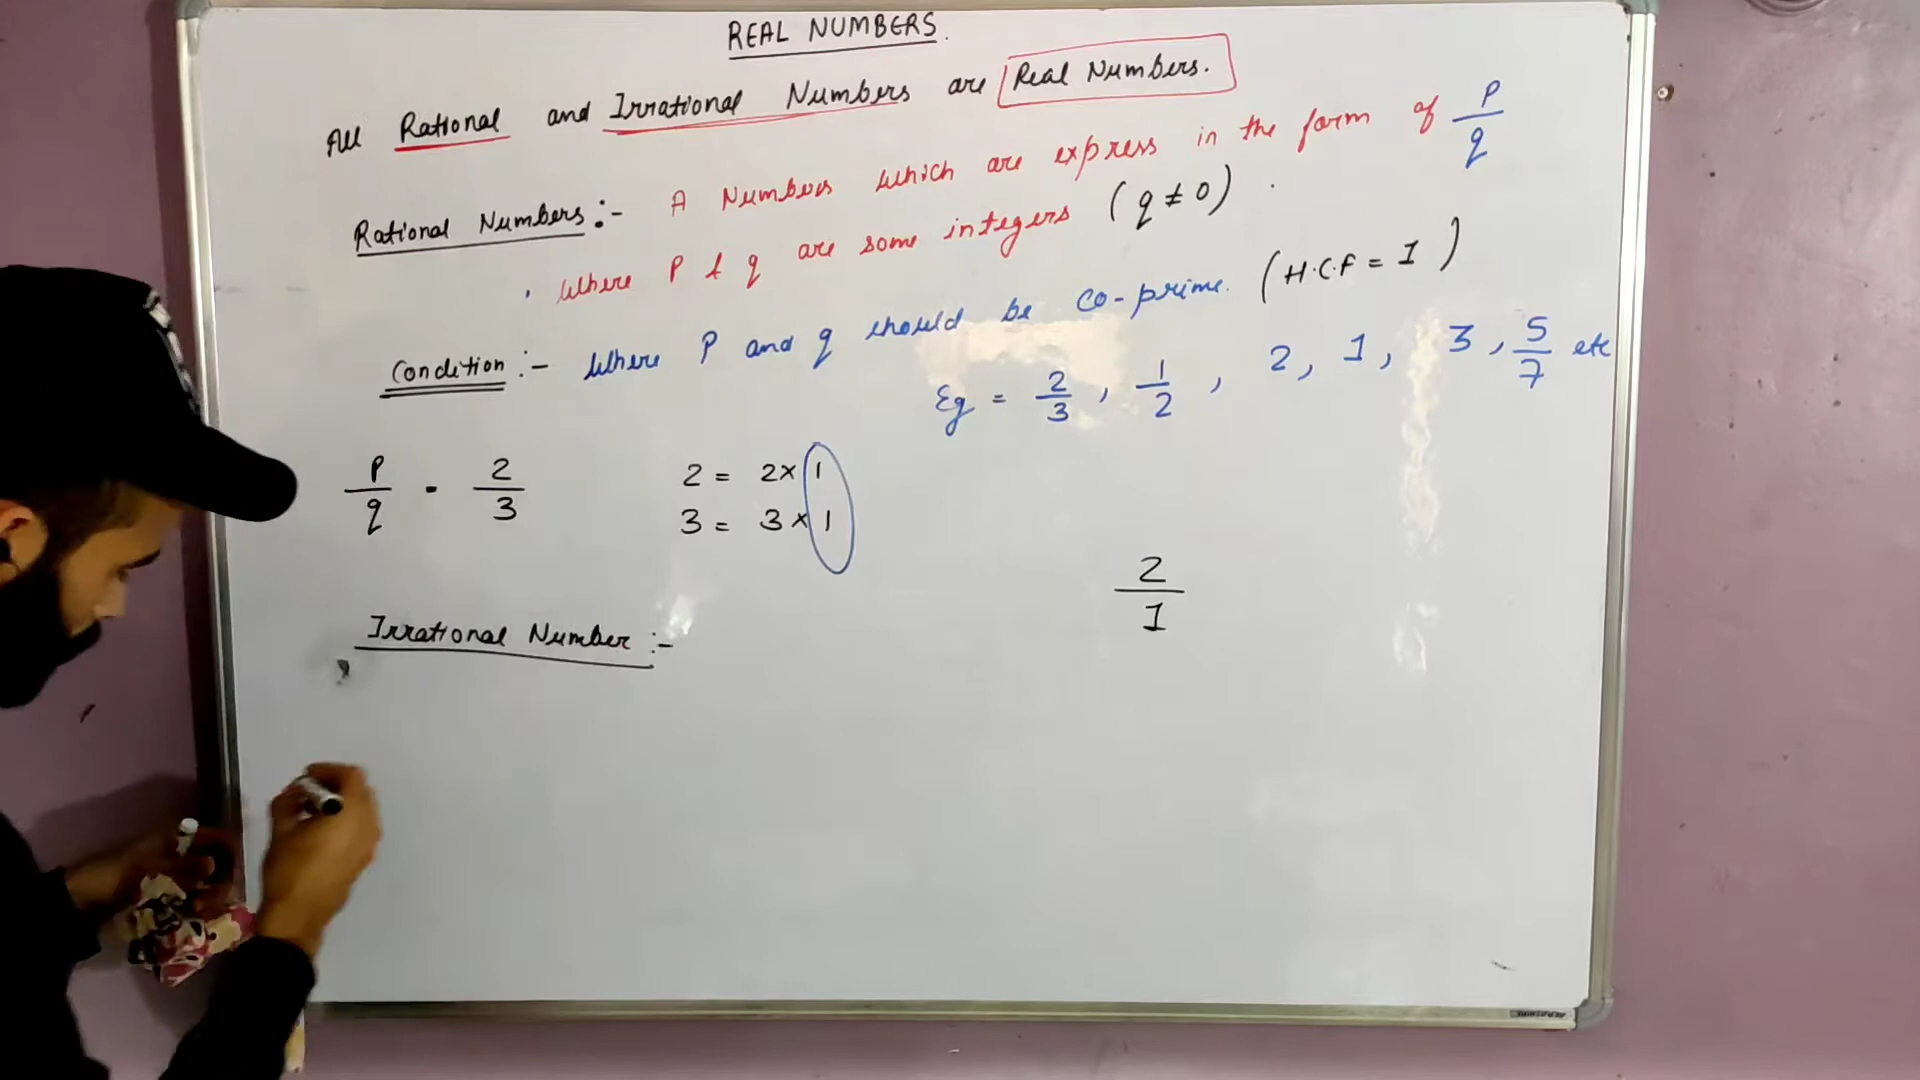 REAL NUMBERS.
All Rational and Irrational Numbers are Real Numbers.
Rational Numbers :- A Numbers which are express in the form of P/q
where P & q are some integers (q ≠ 0).
Condition :- Where P and q should be Co-prime. (H.C.F = 1)
Eg = 2/3, 1/2, 2, 1, 3, 5/7 etc
P/q = 2/3
2 = 2 × 1
3 = 3 × 1
2/1
Irrational Number :-